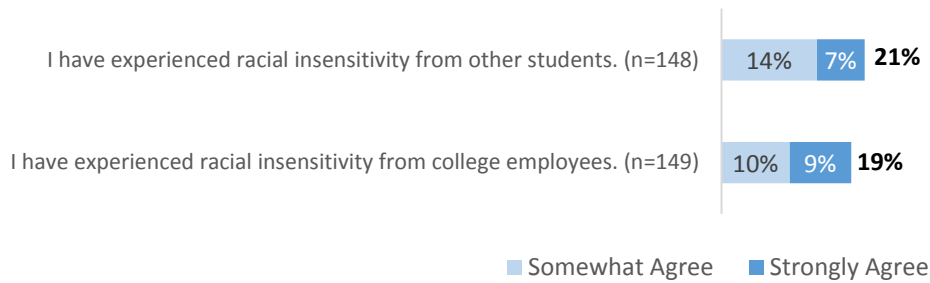 I have experienced racial insensitivity from other students. (n=148) 14% 7% 21%
I have experienced racial insensitivity from college employees. (n=149) 10% 9% 19%
Somewhat Agree Strongly Agree